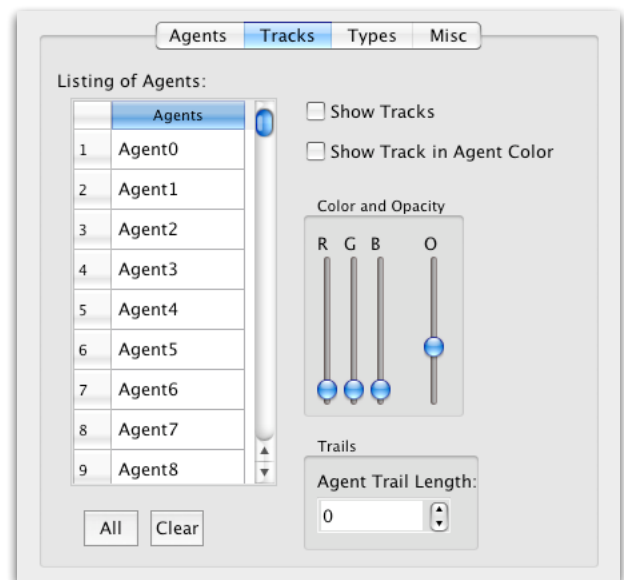 Agents Tracks Types Misc
Listing of Agents:
Agents
1 Agent0
2 Agent1
3 Agent2
4 Agent3
5 Agent4
6 Agent5
7 Agent6
8 Agent7
9 Agent8
All Clear
Show Tracks
Show Track in Agent Color
Color and Opacity
R G B O
Trails
Agent Trail Length:
0